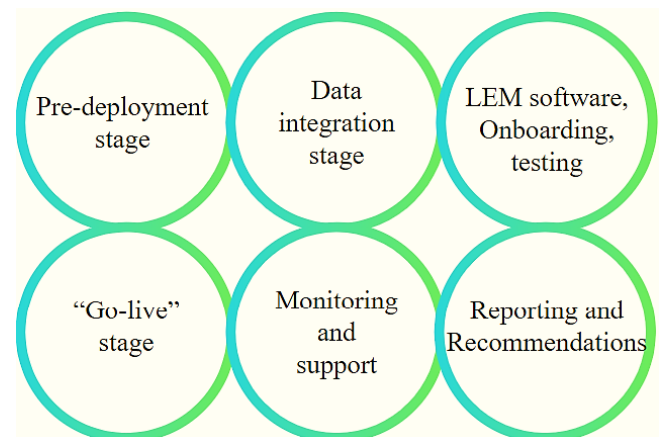 Pre-deployment
stage
Data
integration
stage
LEM software,
Onboarding,
testing
“Go-live”
stage
Monitoring
and
support
Reporting and
Recommendations